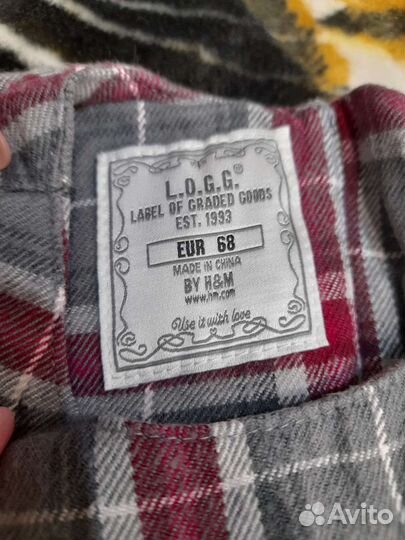 L.O.G.G.®
LABEL OF GRADED GOODS
EST. 1993
EUR 68
MADE IN CHINA
BY H&M
www.hm.com
Use it with love
Avito